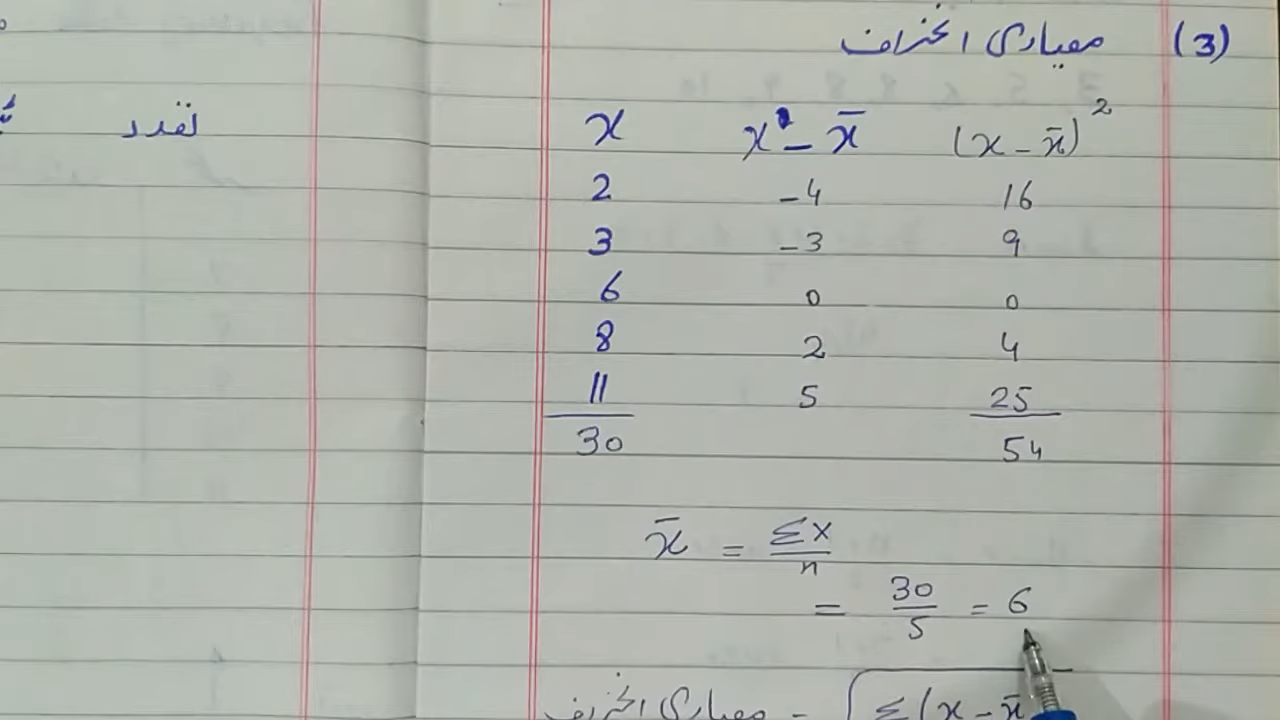 (3) معیاری انحراف
تعدد
x x - x̄ (x - x̄)²
2 -4 16
3 -3 9
6 0 0
8 2 4
11 5 25
30 54
x̄ = Σx/n
= 30/5 = 6
معیاری انحراف = √Σ(x - x̄